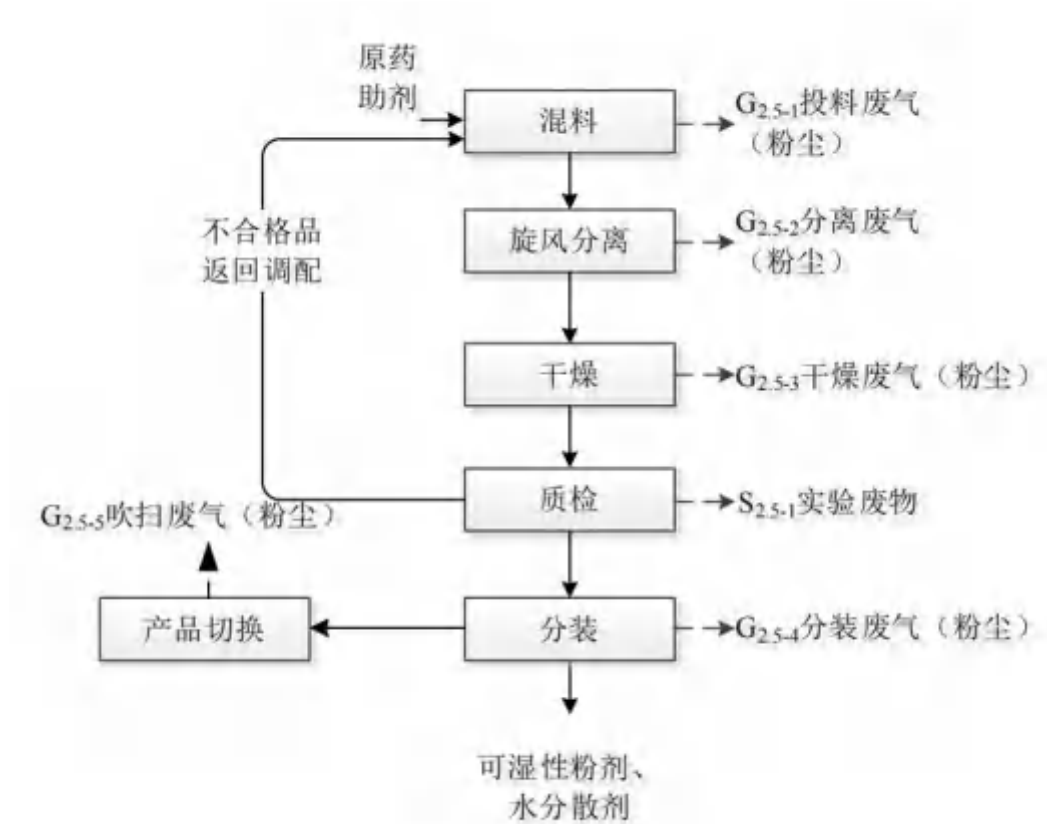 原药
助剂
混料
G2.5-1投料废气
（粉尘）
不合格品
返回调配
旋风分离
G2.5-2分离废气
（粉尘）
干燥
G2.5-3干燥废气（粉尘）
质检
S2.5-1实验废物
G2.5-5吹扫废气（粉尘）
产品切换
分装
G2.5-4分装废气（粉尘）
可湿性粉剂、
水分散剂